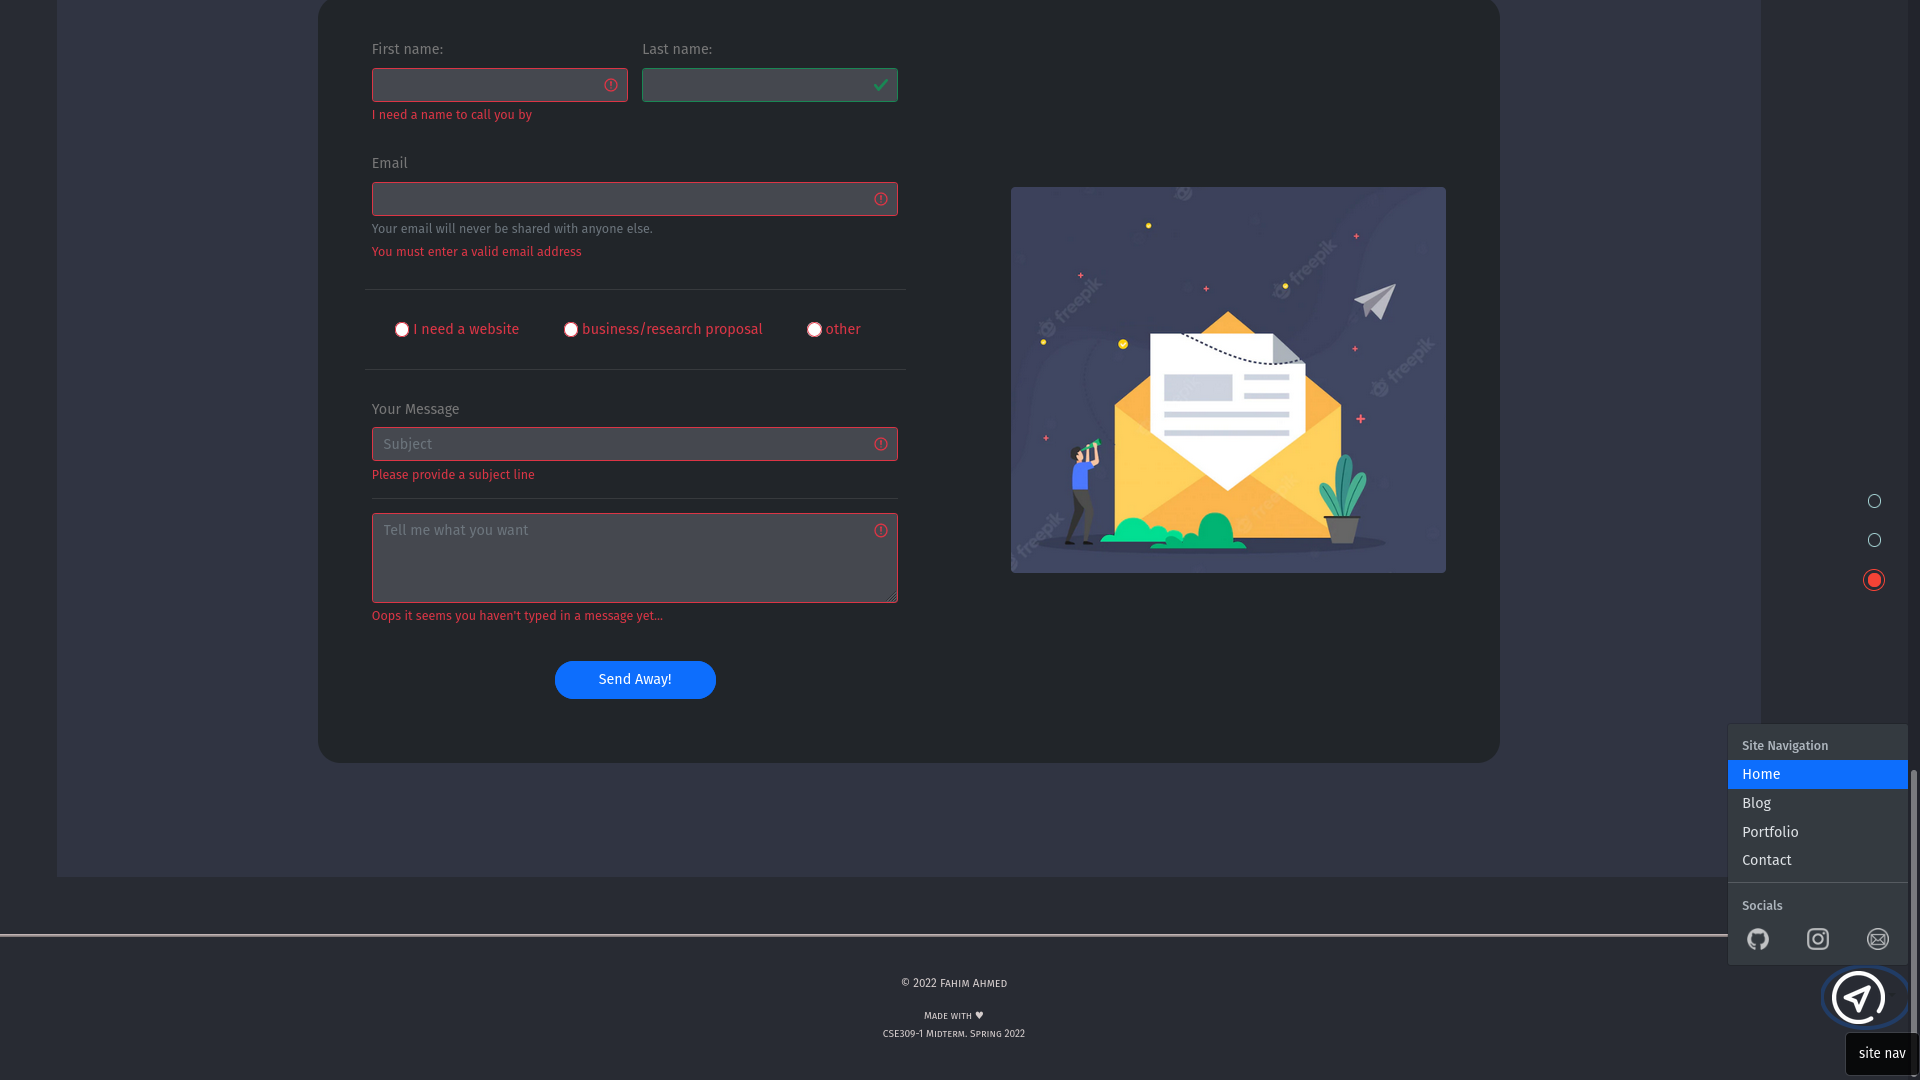 First name:
Last name:
I need a name to call you by
Email
Your email will never be shared with anyone else.
You must enter a valid email address
I need a website
business/research proposal
other
Your Message
Subject
Please provide a subject line
Tell me what you want
Oops it seems you haven't typed in a message yet...
Send Away!
freepik
freepik
freepik
freepik
Site Navigation
Home
Blog
Portfolio
Contact
Socials
site nav
© 2022 Fahim Ahmed
Made with ♥
CSE309-1 Midterm. Spring 2022